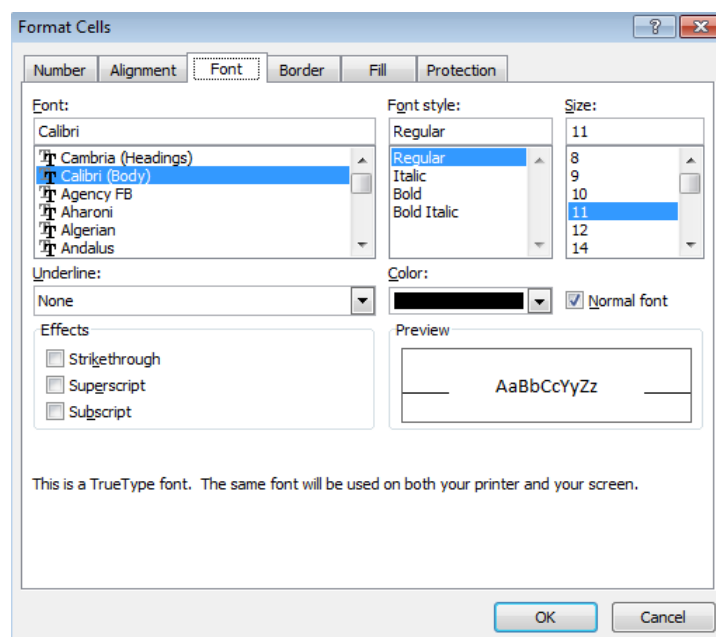 Format Cells
Number Alignment Font Border Fill Protection
Font: Font style: Size:
Calibri Regular 11
Cambria (Headings) Regular 8
Calibri (Body) Italic 9
Agency FB Bold 10
Aharoni Bold Italic 11
Algerian 12
Andalus 14
Underline: Color:
None Normal font
Effects Preview
Strikethrough
Superscript AaBbCcYyZz
Subscript
This is a TrueType font. The same font will be used on both your printer and your screen.
OK Cancel